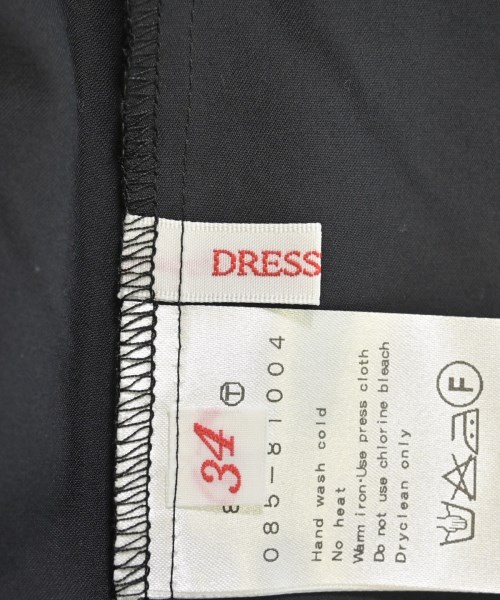 DRESS
34
Ⓣ
085-81004
Hand wash cold
No heat
Warm iron·Use press cloth
Do not use chlorine bleach
Dryclean only
F